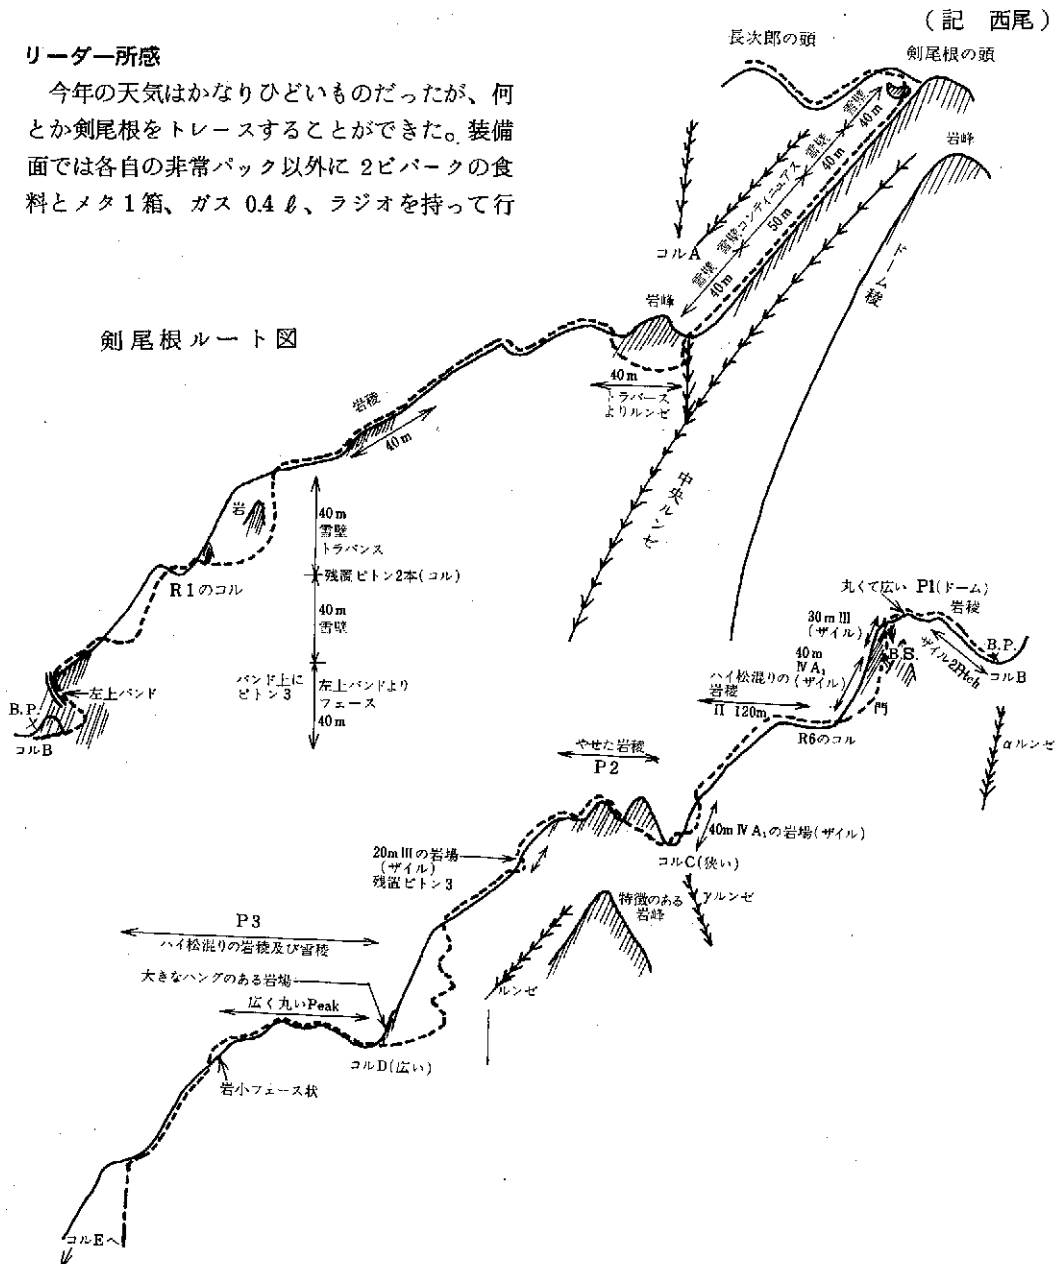 (記 西尾)
リーダー所感
今年の天気はかなりひどいものだったが、何
とか剣尾根をトレースすることができた。装備
面では各自の非常パック以外に2ビバークの食
料とメタ1箱、ガス0.4ℓ、ラジオを持って行
剣尾根ルート図
長次郎の頭
剣尾根の頭
岩峰
雪壁
40m
雪壁
40m
雪壁コンティニュアス
50m
雪壁
40m
コルA
ドーム稜
岩峰
40m
トラバース
よりルンゼ
中央ルンゼ
岩稜
40m
岩
R1のコル
40m
雪壁
トラバンス
残置ピトン2本(コル)
40m
雪壁
バンド上に
ピトン3
左上バンドより
フェース
40m
左上バンド
B.P.
コルB
丸くて広い P1(ドーム)
岩稜
30mIII
(ザイル)
40m
IVA₁
(ザイル)
B.S.
ザイル2Pitch
B.P.
コルB
ハイ松混りの
岩稜
II 120m
門
R6のコル
αルンゼ
やせた岩稜
P2
40mIVA₁の岩場(ザイル)
コルC(狭い)
γルンゼ
20mIIIの岩場
(ザイル)
残置ピトン3
特徴のある
岩峰
ルンゼ
P3
ハイ松混りの岩稜及び雪稜
大きなハングのある岩場
広く丸いPeak
コルD(広い)
岩小フェース状
コルEへ